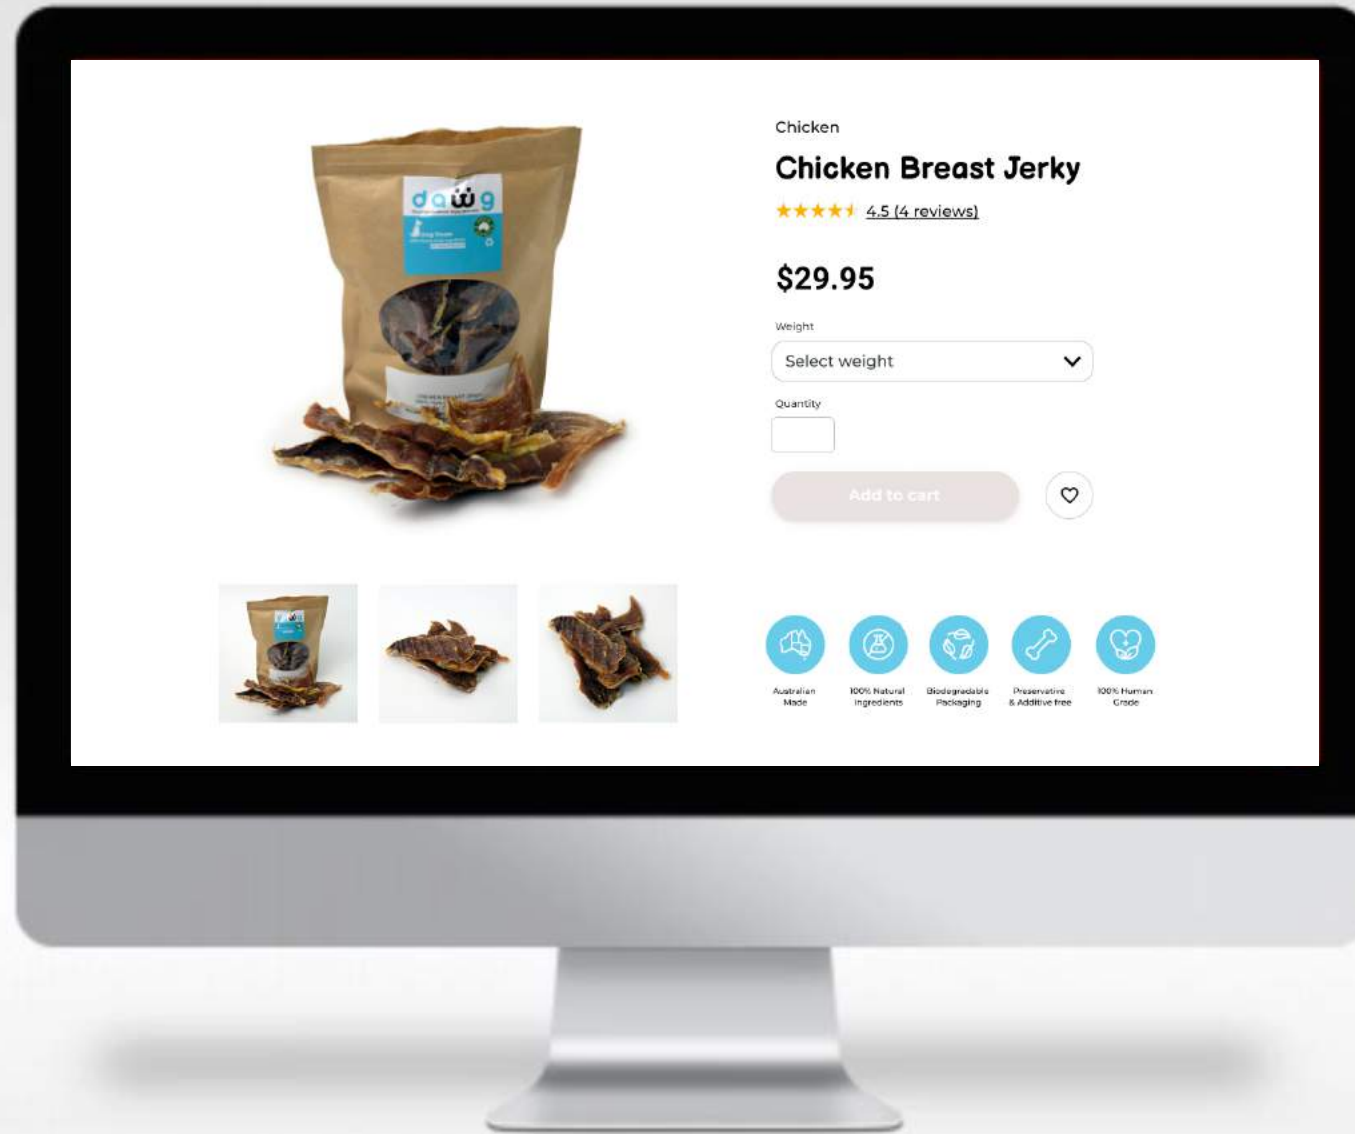 dawg
Chicken
Chicken Breast Jerky
4.5 (4 reviews)
$29.95
Weight
Select weight
Quantity
Add to cart
Australian
Made
100% Natural
Ingredients
Biodegradable
Packaging
Preservative
& Additive free
100% Human
Grade